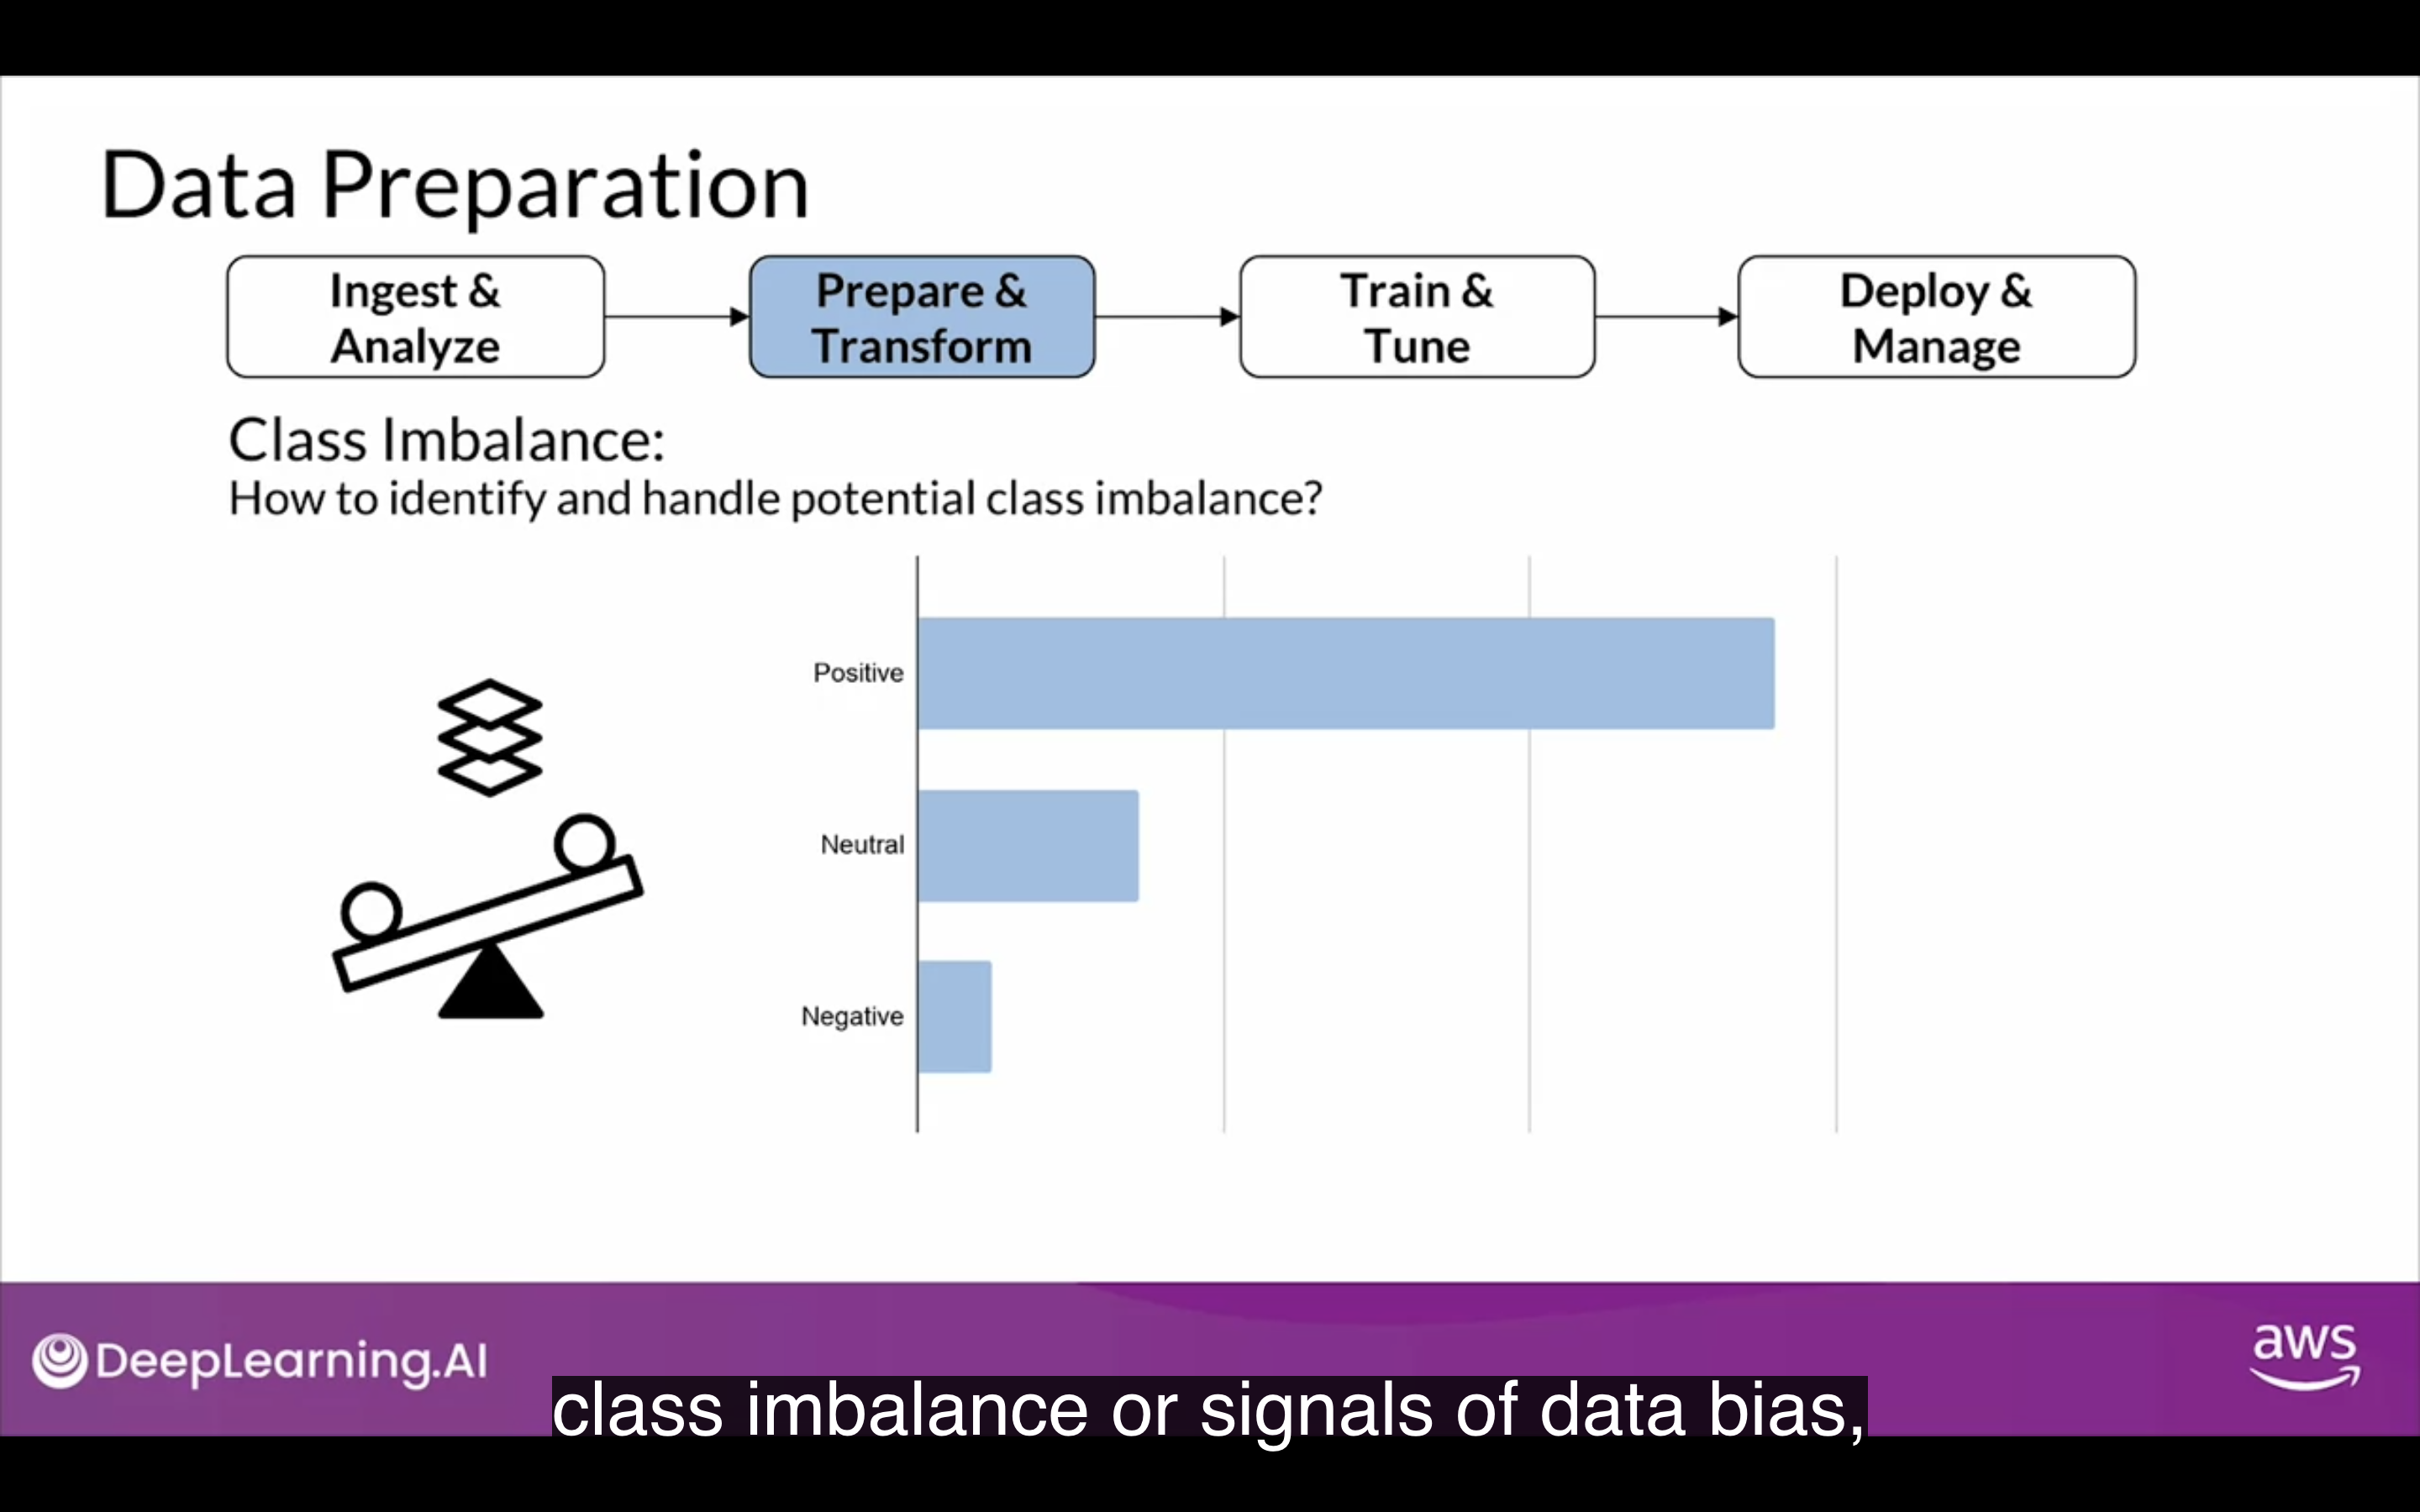 Data Preparation
Ingest &
Analyze
Prepare &
Transform
Train &
Tune
Deploy &
Manage
Class Imbalance:
How to identify and handle potential class imbalance?
Positive
Neutral
Negative
DeepLearning.AI
aws
class imbalance or signals of data bias,